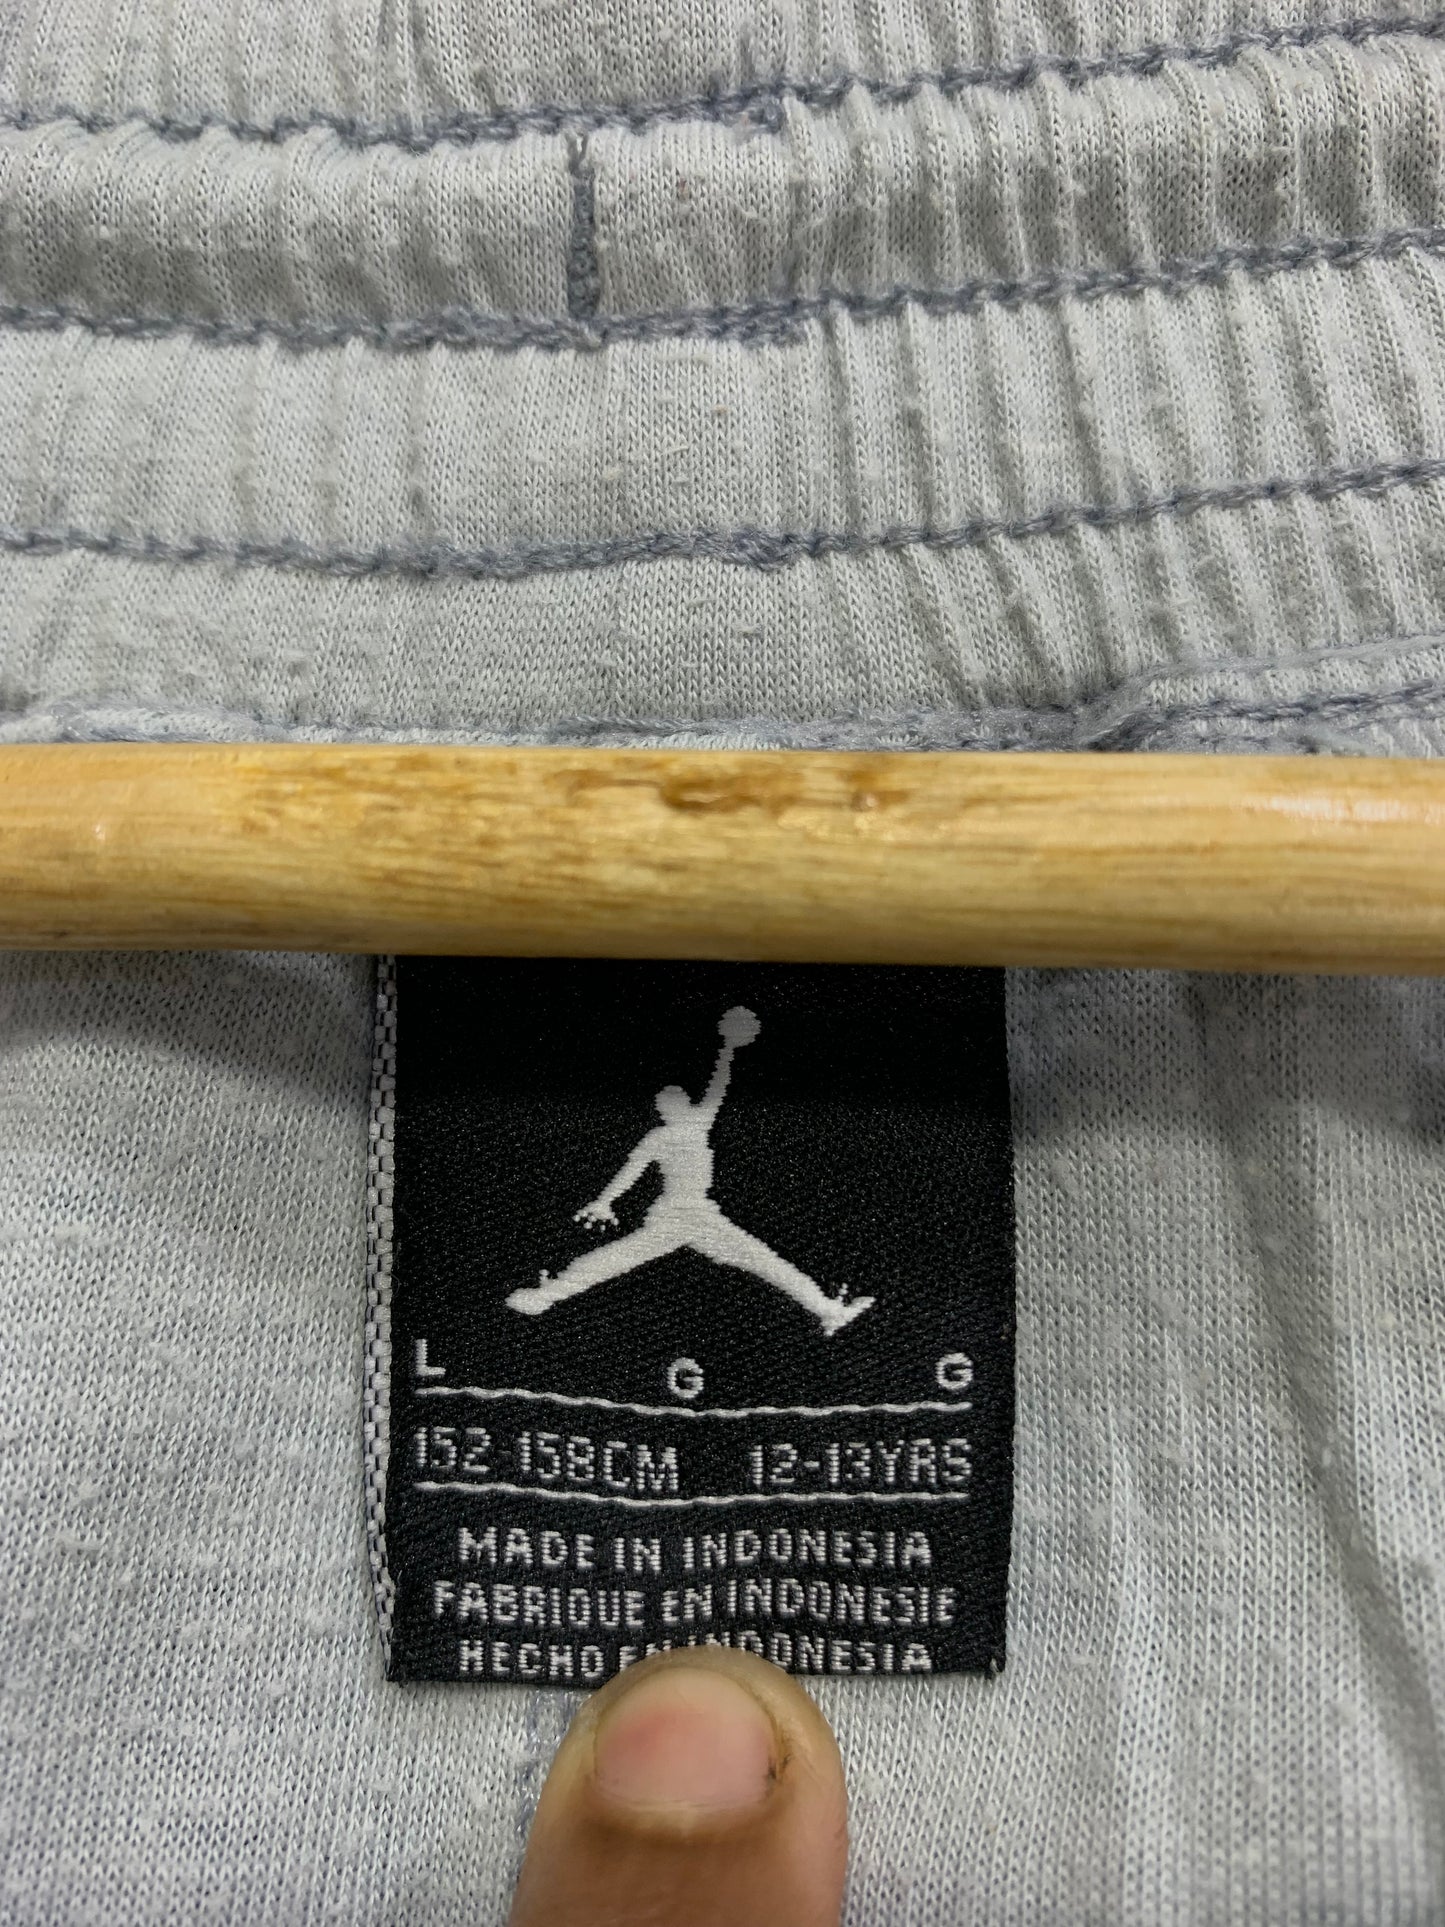 L G G
152-158CM 12-13YRS
MADE IN INDONESIA
FABRIQUE EN INDONESIE
HECHO EN INDONESIA